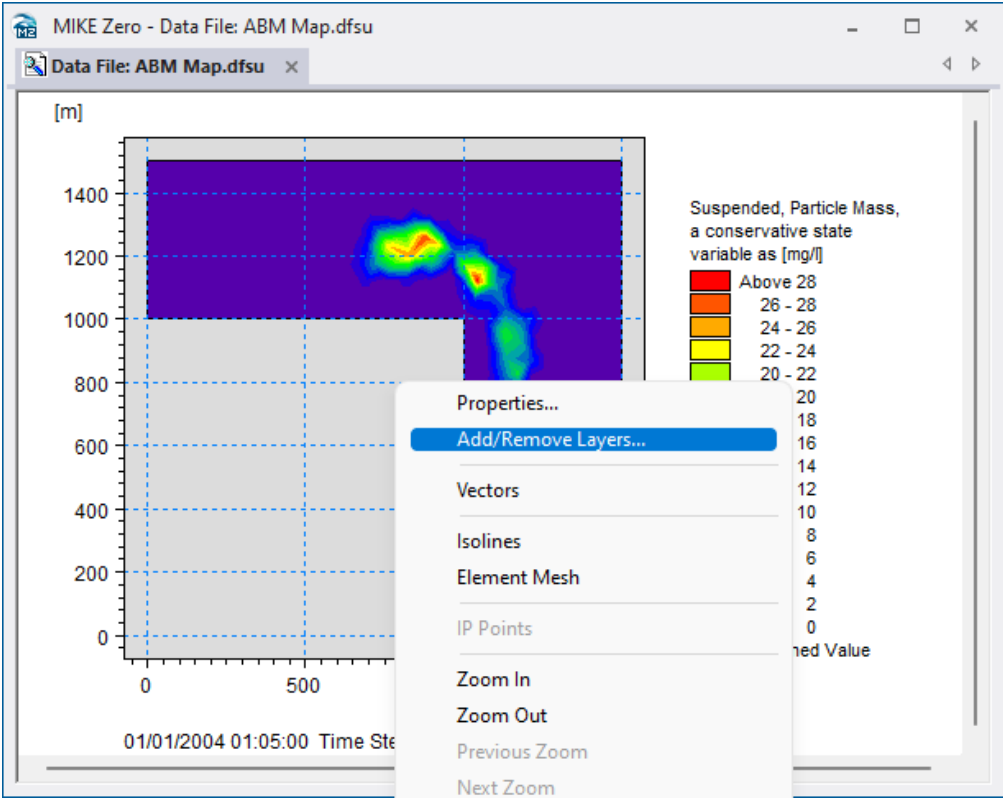 MIKE Zero - Data File: ABM Map.dfsu
Data File: ABM Map.dfsu
[m]
1400
1200
1000
800
600
400
200
0
0
500
01/01/2004 01:05:00 Time Ste
Suspended, Particle Mass,
a conservative state
variable as [mg/l]
Above 28
26 - 28
24 - 26
22 - 24
20 - 22
20
18
16
14
12
10
8
6
4
2
0
ned Value
Properties...
Add/Remove Layers...
Vectors
Isolines
Element Mesh
IP Points
Zoom In
Zoom Out
Previous Zoom
Next Zoom